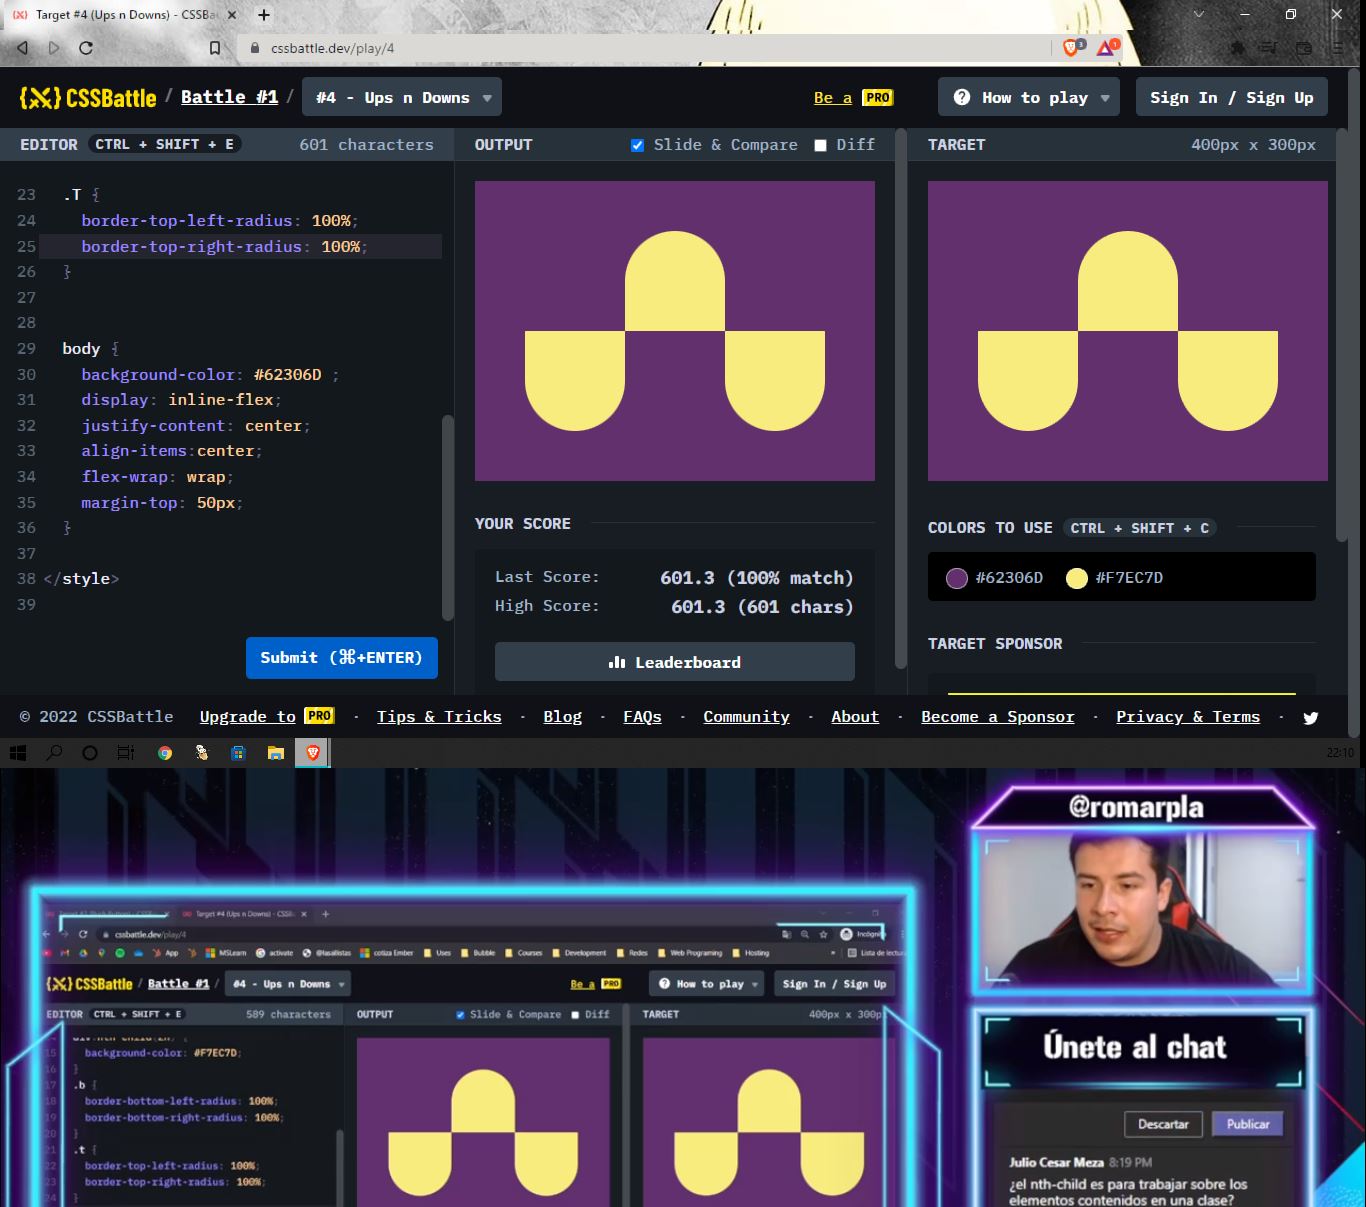 Target #4 (Ups n Downs) - CSSBa
cssbattle.dev/play/4
3
1
CSSBattle / Battle #1 / #4 - Ups n Downs
Be a PRO
How to play
Sign In / Sign Up
EDITOR CTRL + SHIFT + E 601 characters
23 .T {
24 border-top-left-radius: 100%;
25 border-top-right-radius: 100%;
26 }
27
28
29 body {
30 background-color: #62306D ;
31 display: inline-flex;
32 justify-content: center;
33 align-items:center;
34 flex-wrap: wrap;
35 margin-top: 50px;
36 }
37
38 </style>
39
Submit (⌘+ENTER)
OUTPUT Slide & Compare Diff
YOUR SCORE
Last Score: 601.3 (100% match)
High Score: 601.3 (601 chars)
Leaderboard
TARGET 400px x 300px
COLORS TO USE CTRL + SHIFT + C
#62306D #F7EC7D
TARGET SPONSOR
© 2022 CSSBattle Upgrade to PRO · Tips & Tricks · Blog · FAQs · Community · About · Become a Sponsor · Privacy & Terms ·
22:10
@romarpla
Target #4 (Ups n Downs) - CSSB
cssbattle.dev/play/4
Incógni
App MSLearn activate @lasallistas cotiza Ember Uses Bubble Courses Development Redes Web Programing Hosting » Lista de lectur
CSSBattle / Battle #1 / #4 - Ups n Downs
Be a PRO
How to play
Sign In / Sign Up
EDITOR CTRL + SHIFT + E 589 characters
OUTPUT Slide & Compare Diff
TARGET 400px x 300p
15 background-color: #F7EC7D;
16 }
17 .b {
18 border-bottom-left-radius: 100%;
19 border-bottom-right-radius: 100%;
20 }
21 .t {
22 border-top-left-radius: 100%;
23 border-top-right-radius: 100%;
24 }
Únete al chat
Descartar Publicar
Julio Cesar Meza 8:19 PM
¿el nth-child es para trabajar sobre los
elementos contenidos en una clase?